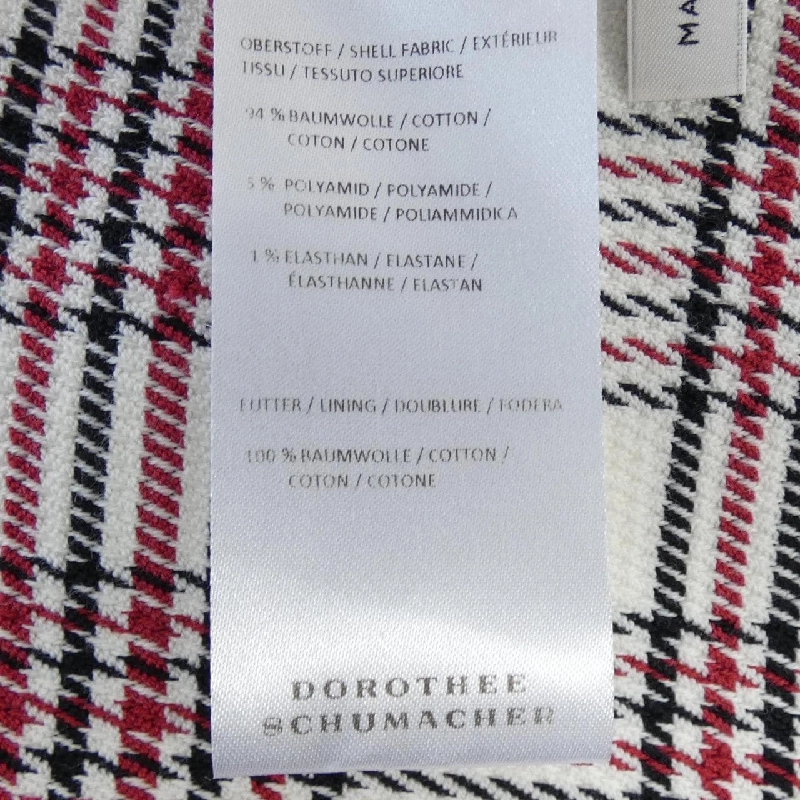 OBERSTOFF / SHELL FABRIC / EXTÉRIEUR
TISSU / TESSUTO SUPERIORE
94 % BAUMWOLLE / COTTON /
COTON / COTONE
5 % POLYAMID / POLYAMIDE /
POLYAMIDE / POLIAMMIDICA
1 % ELASTHAN / ELASTANE /
ÉLASTHANNE / ELASTAN
FUTTER / LINING / DOUBLURE / FODERA
100 % BAUMWOLLE / COTTON /
COTON / COTONE
DOROTHEE
SCHUMACHER
MA